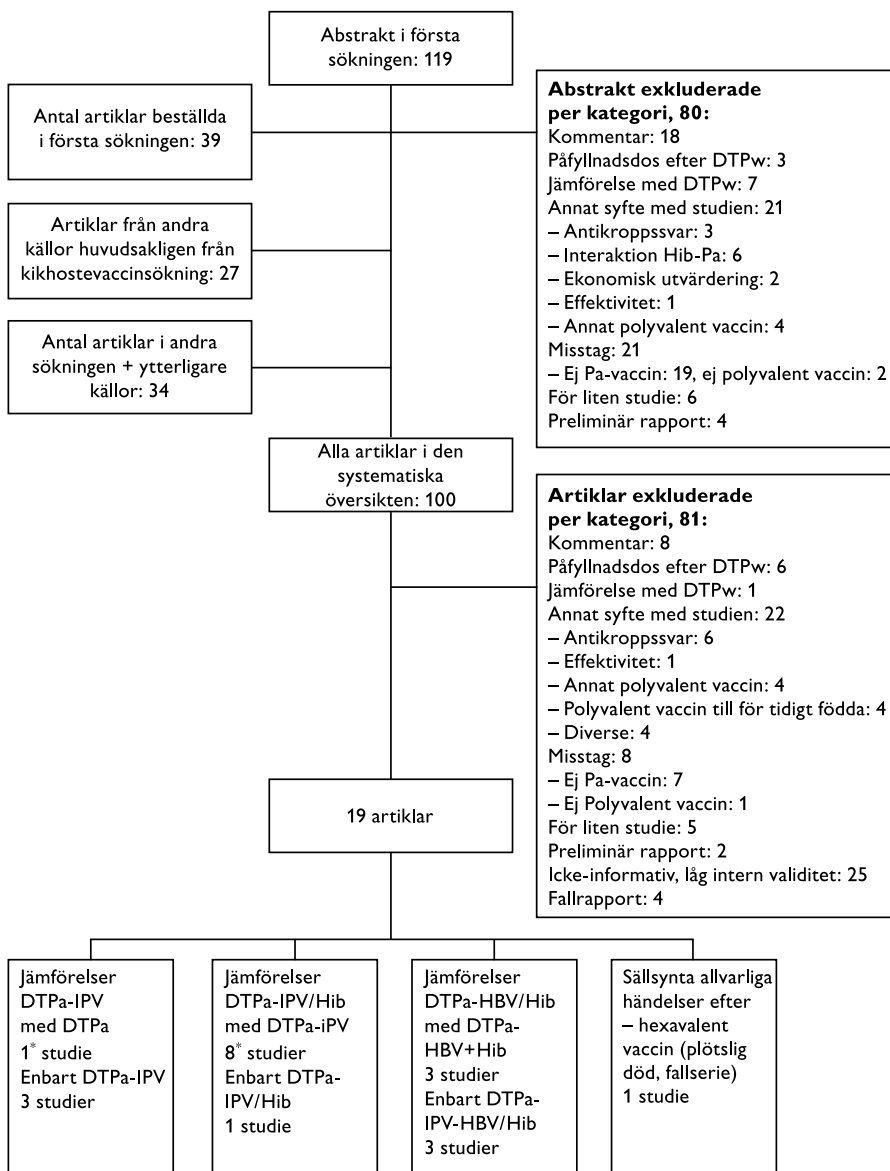 Abstrakt i första
sökningen: 119
Antal artiklar beställda
i första sökningen: 39
Abstrakt exkluderade
per kategori, 80:
Kommentar: 18
Påfyllnadsdos efter DTPw: 3
Jämförelse med DTPw: 7
Annat syfte med studien: 21
– Antikroppssvar: 3
– Interaktion Hib-Pa: 6
– Ekonomisk utvärdering: 2
– Effektivitet: 1
– Annat polyvalent vaccin: 4
Misstag: 21
– Ej Pa-vaccin: 19, ej polyvalent vaccin: 2
För liten studie: 6
Preliminär rapport: 4
Artiklar från andra
källor huvudsakligen från
kikhostevaccinsökning: 27
Antal artiklar i andra
sökningen + ytterligare
källor: 34
Alla artiklar i den
systematiska
översikten: 100
Artiklar exkluderade
per kategori, 81:
Kommentar: 8
Påfyllnadsdos efter DTPw: 6
Jämförelse med DTPw: 1
Annat syfte med studien: 22
– Antikroppssvar: 6
– Effektivitet: 1
– Annat polyvalent vaccin: 4
– Polyvalent vaccin till för tidigt födda: 4
– Diverse: 4
Misstag: 8
– Ej Pa-vaccin: 7
– Ej Polyvalent vaccin: 1
För liten studie: 5
Preliminär rapport: 2
Icke-informativ, låg intern validitet: 25
Fallrapport: 4
19 artiklar
Jämförelser
DTPa-IPV
med DTPa
1* studie
Enbart DTPa-IPV
3 studier
Jämförelser
DTPa-IPV/Hib
med DTPa-iPV
8* studier
Enbart DTPa-
IPV/Hib
1 studie
Jämförelser
DTPa-HBV/Hib
med DTPa-
HBV+Hib
3 studier
Enbart DTPa-
IPV-HBV/Hib
3 studier
Sällsynta allvarliga
händelser efter
– hexavalent
vaccin (plötslig
död, fallserie)
1 studie